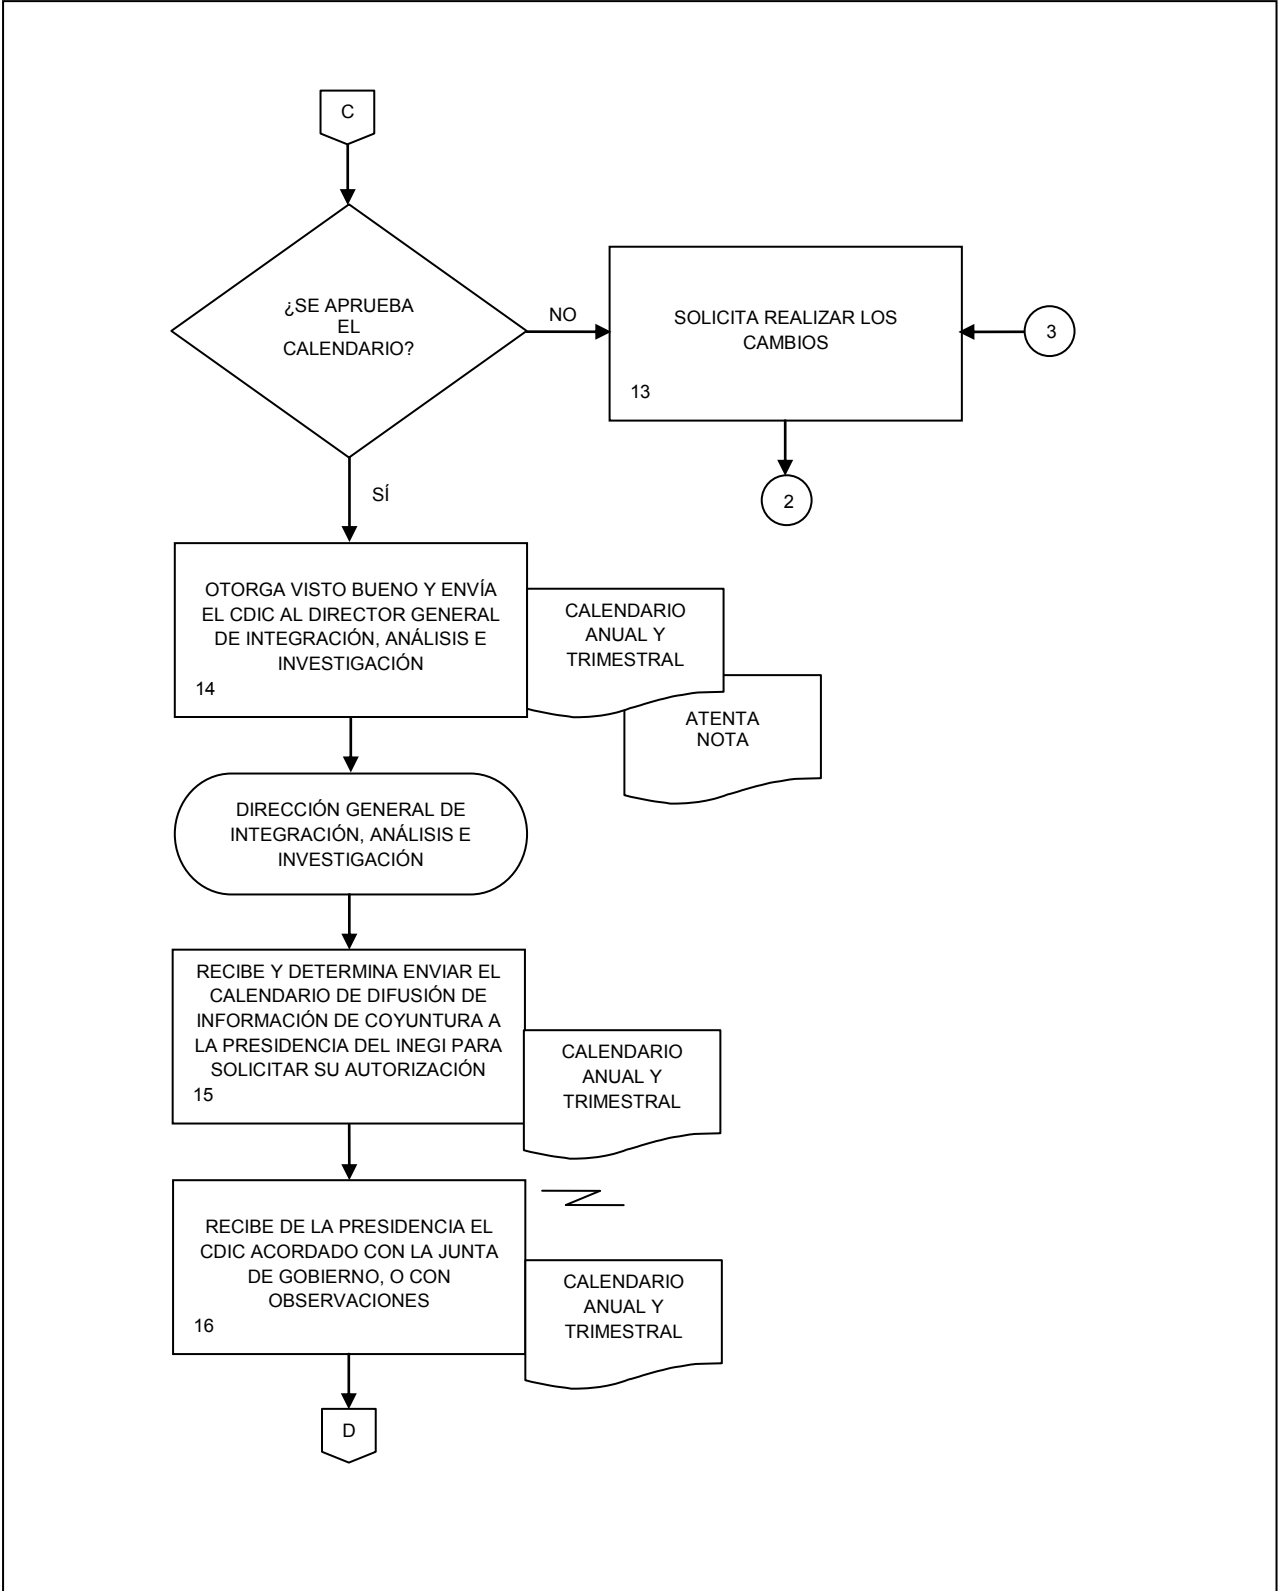 C
¿SE APRUEBA
EL
CALENDARIO?
NO
SOLICITA REALIZAR LOS
CAMBIOS
13
3
2
SÍ
OTORGA VISTO BUENO Y ENVÍA
EL CDIC AL DIRECTOR GENERAL
DE INTEGRACIÓN, ANÁLISIS E
INVESTIGACIÓN
14
CALENDARIO
ANUAL Y
TRIMESTRAL
ATENTA
NOTA
DIRECCIÓN GENERAL DE
INTEGRACIÓN, ANÁLISIS E
INVESTIGACIÓN
RECIBE Y DETERMINA ENVIAR EL
CALENDARIO DE DIFUSIÓN DE
INFORMACIÓN DE COYUNTURA A
LA PRESIDENCIA DEL INEGI PARA
SOLICITAR SU AUTORIZACIÓN
15
CALENDARIO
ANUAL Y
TRIMESTRAL
RECIBE DE LA PRESIDENCIA EL
CDIC ACORDADO CON LA JUNTA
DE GOBIERNO, O CON
OBSERVACIONES
16
CALENDARIO
ANUAL Y
TRIMESTRAL
D